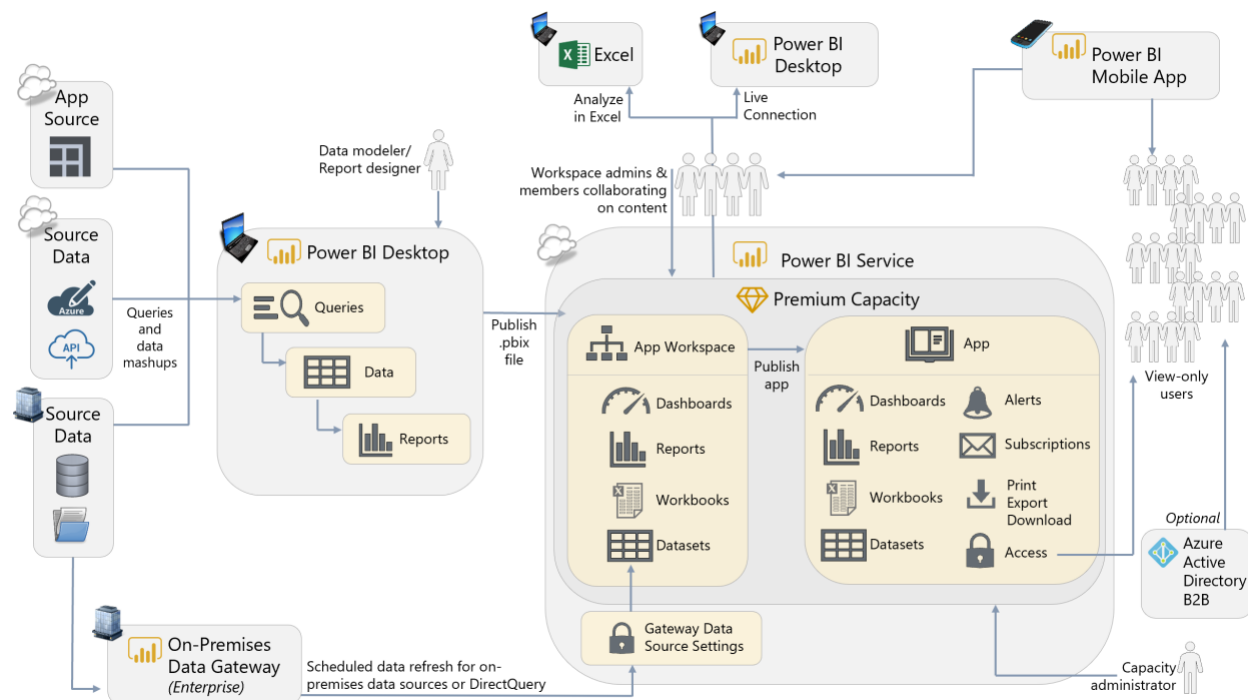 Excel
Power BI
Desktop
Power BI
Mobile App
Analyze
in Excel
Live
Connection
App
Source
Data modeler/
Report designer
Workspace admins &
members collaborating
on content
Source
Data
Azure
API
Queries
and data
mashups
Power BI Desktop
Queries
Data
Reports
Publish
.pbix
file
Power BI Service
Premium Capacity
App Workspace
Dashboards
Reports
Workbooks
Datasets
Publish
app
App
Dashboards
Reports
Workbooks
Datasets
Alerts
Subscriptions
Print
Export
Download
Access
View-only
users
Source
Data
Optional
Azure
Active
Directory
B2B
Gateway Data
Source Settings
On-Premises
Data Gateway
(Enterprise)
Scheduled data refresh for on-
premises data sources or DirectQuery
Capacity
administrator